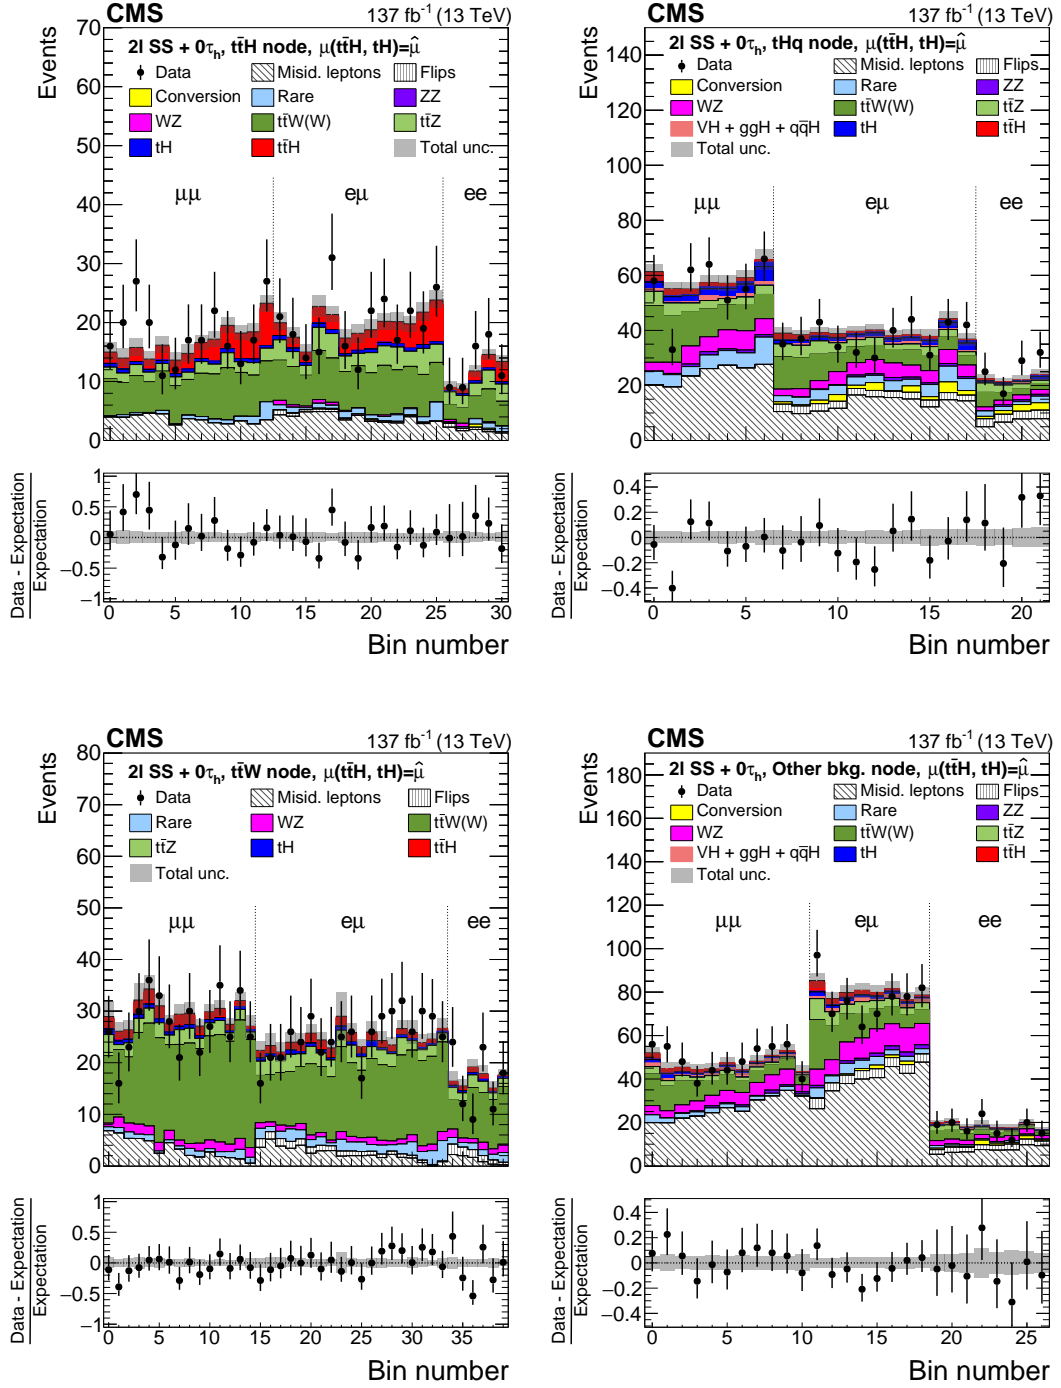 CMS 137 fb⁻¹ (13 TeV)
Events
2l SS + 0τh, tt̄H node, μ(tt̄H, tH)=μ̂
Data Misid. leptons Flips
Conversion Rare ZZ
WZ tt̄W(W) tt̄Z
tH tt̄H Total unc.
μμ eμ ee
0 10 20 30 40 50 60 70
Data - Expectation
Expectation
−1 −0.5 0 0.5 1
0 5 10 15 20 25 30
Bin number
CMS 137 fb⁻¹ (13 TeV)
Events
2l SS + 0τh, tHq node, μ(tt̄H, tH)=μ̂
Data Misid. leptons Flips
Conversion Rare ZZ
WZ tt̄W(W) tt̄Z
VH + ggH + qq̄H tH tt̄H
Total unc.
μμ eμ ee
0 20 40 60 80 100 120 140
Data - Expectation
Expectation
−0.4 −0.2 0 0.2 0.4
0 5 10 15 20
Bin number
CMS 137 fb⁻¹ (13 TeV)
Events
2l SS + 0τh, tt̄W node, μ(tt̄H, tH)=μ̂
Data Misid. leptons Flips
Rare WZ tt̄W(W)
tt̄Z tH tt̄H
Total unc.
μμ eμ ee
0 10 20 30 40 50 60 70 80
Data - Expectation
Expectation
−1 −0.5 0 0.5 1
0 5 10 15 20 25 30 35
Bin number
CMS 137 fb⁻¹ (13 TeV)
Events
2l SS + 0τh, Other bkg. node, μ(tt̄H, tH)=μ̂
Data Misid. leptons Flips
Conversion Rare ZZ
WZ tt̄W(W) tt̄Z
VH + ggH + qq̄H tH tt̄H
Total unc.
μμ eμ ee
0 20 40 60 80 100 120 140 160 180
Data - Expectation
Expectation
−0.4 −0.2 0 0.2 0.4
0 5 10 15 20 25
Bin number